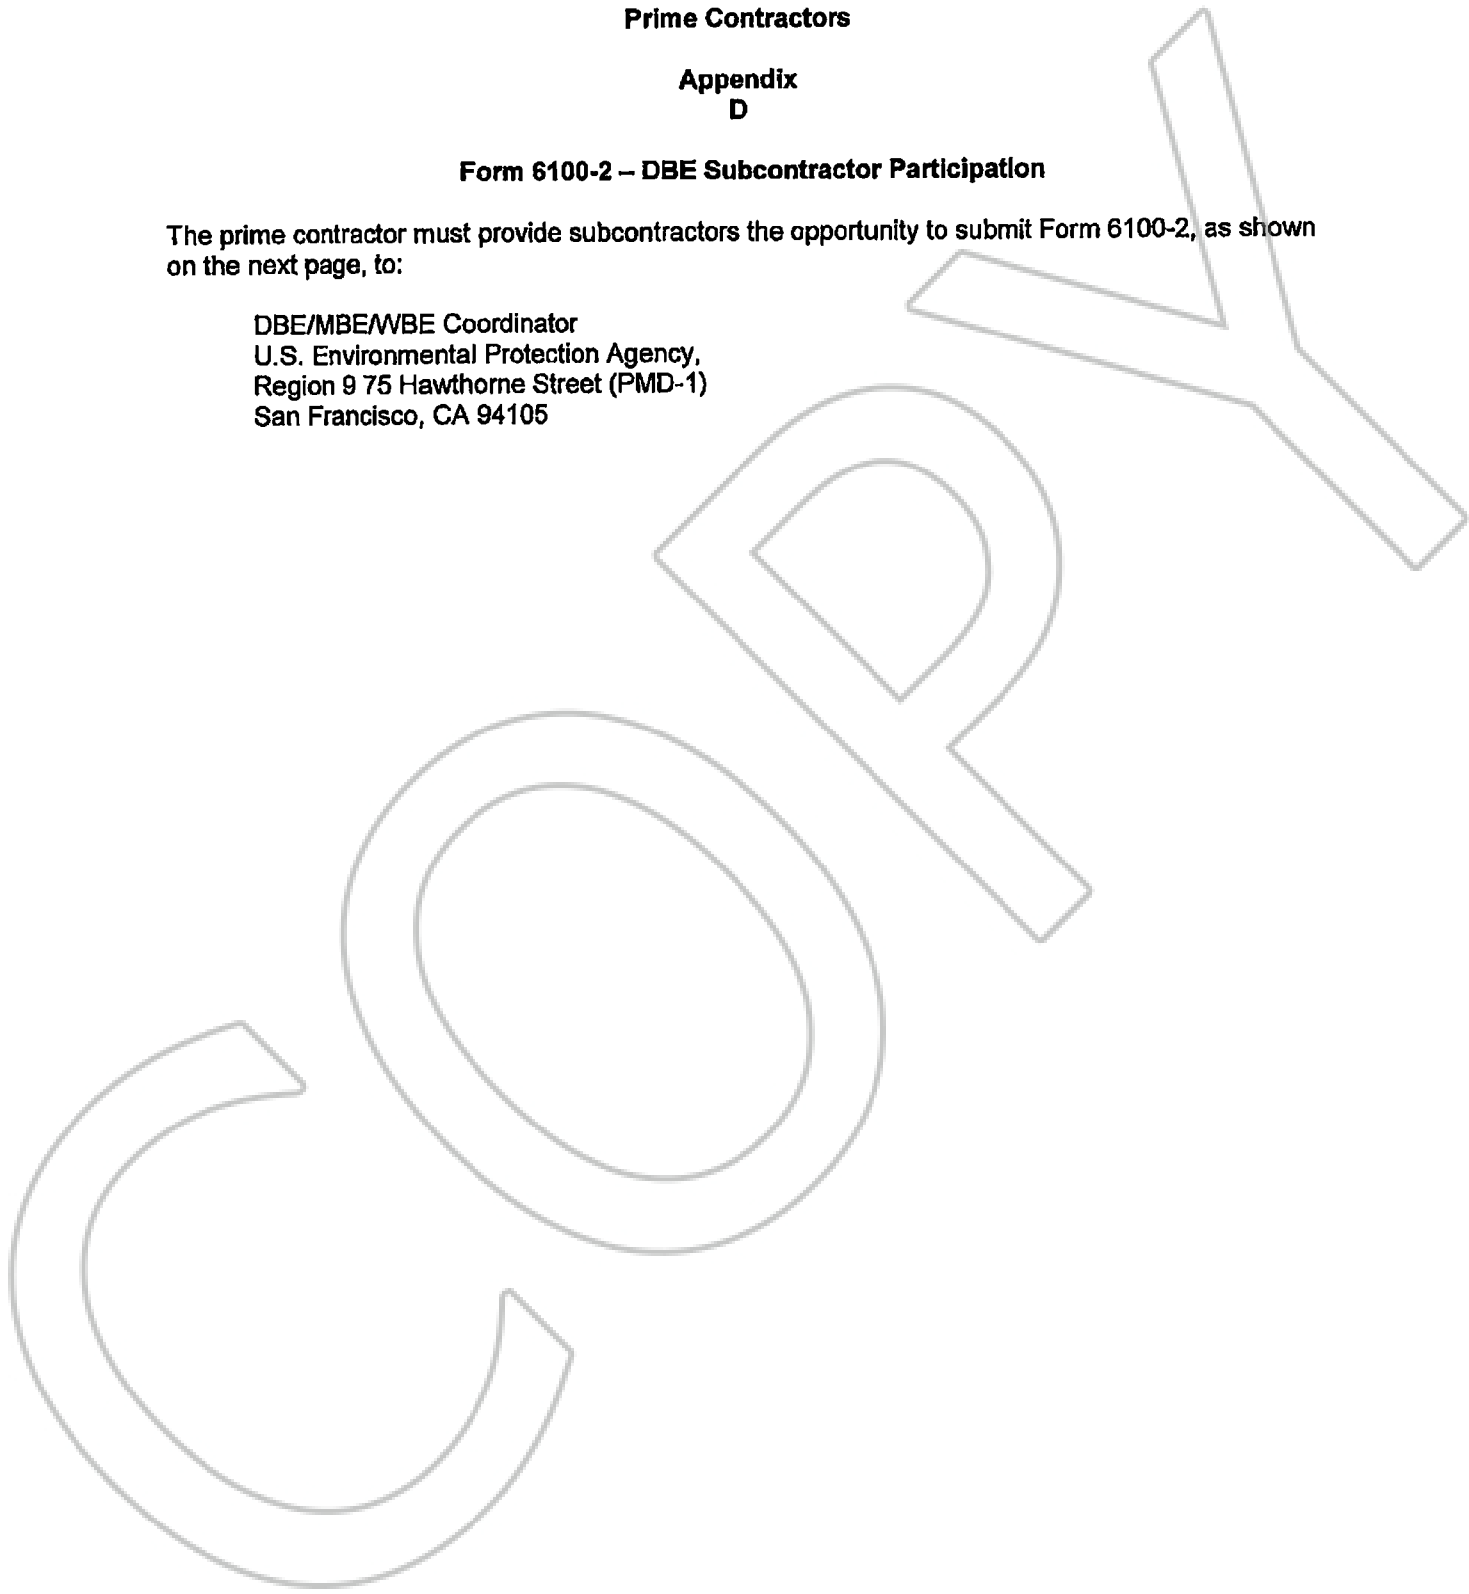 Prime Contractors
Appendix
D
Form 6100-2 – DBE Subcontractor Participation
The prime contractor must provide subcontractors the opportunity to submit Form 6100-2, as shown
on the next page, to:
DBE/MBE/WBE Coordinator
U.S. Environmental Protection Agency,
Region 9 75 Hawthorne Street (PMD-1)
San Francisco, CA 94105
COPY